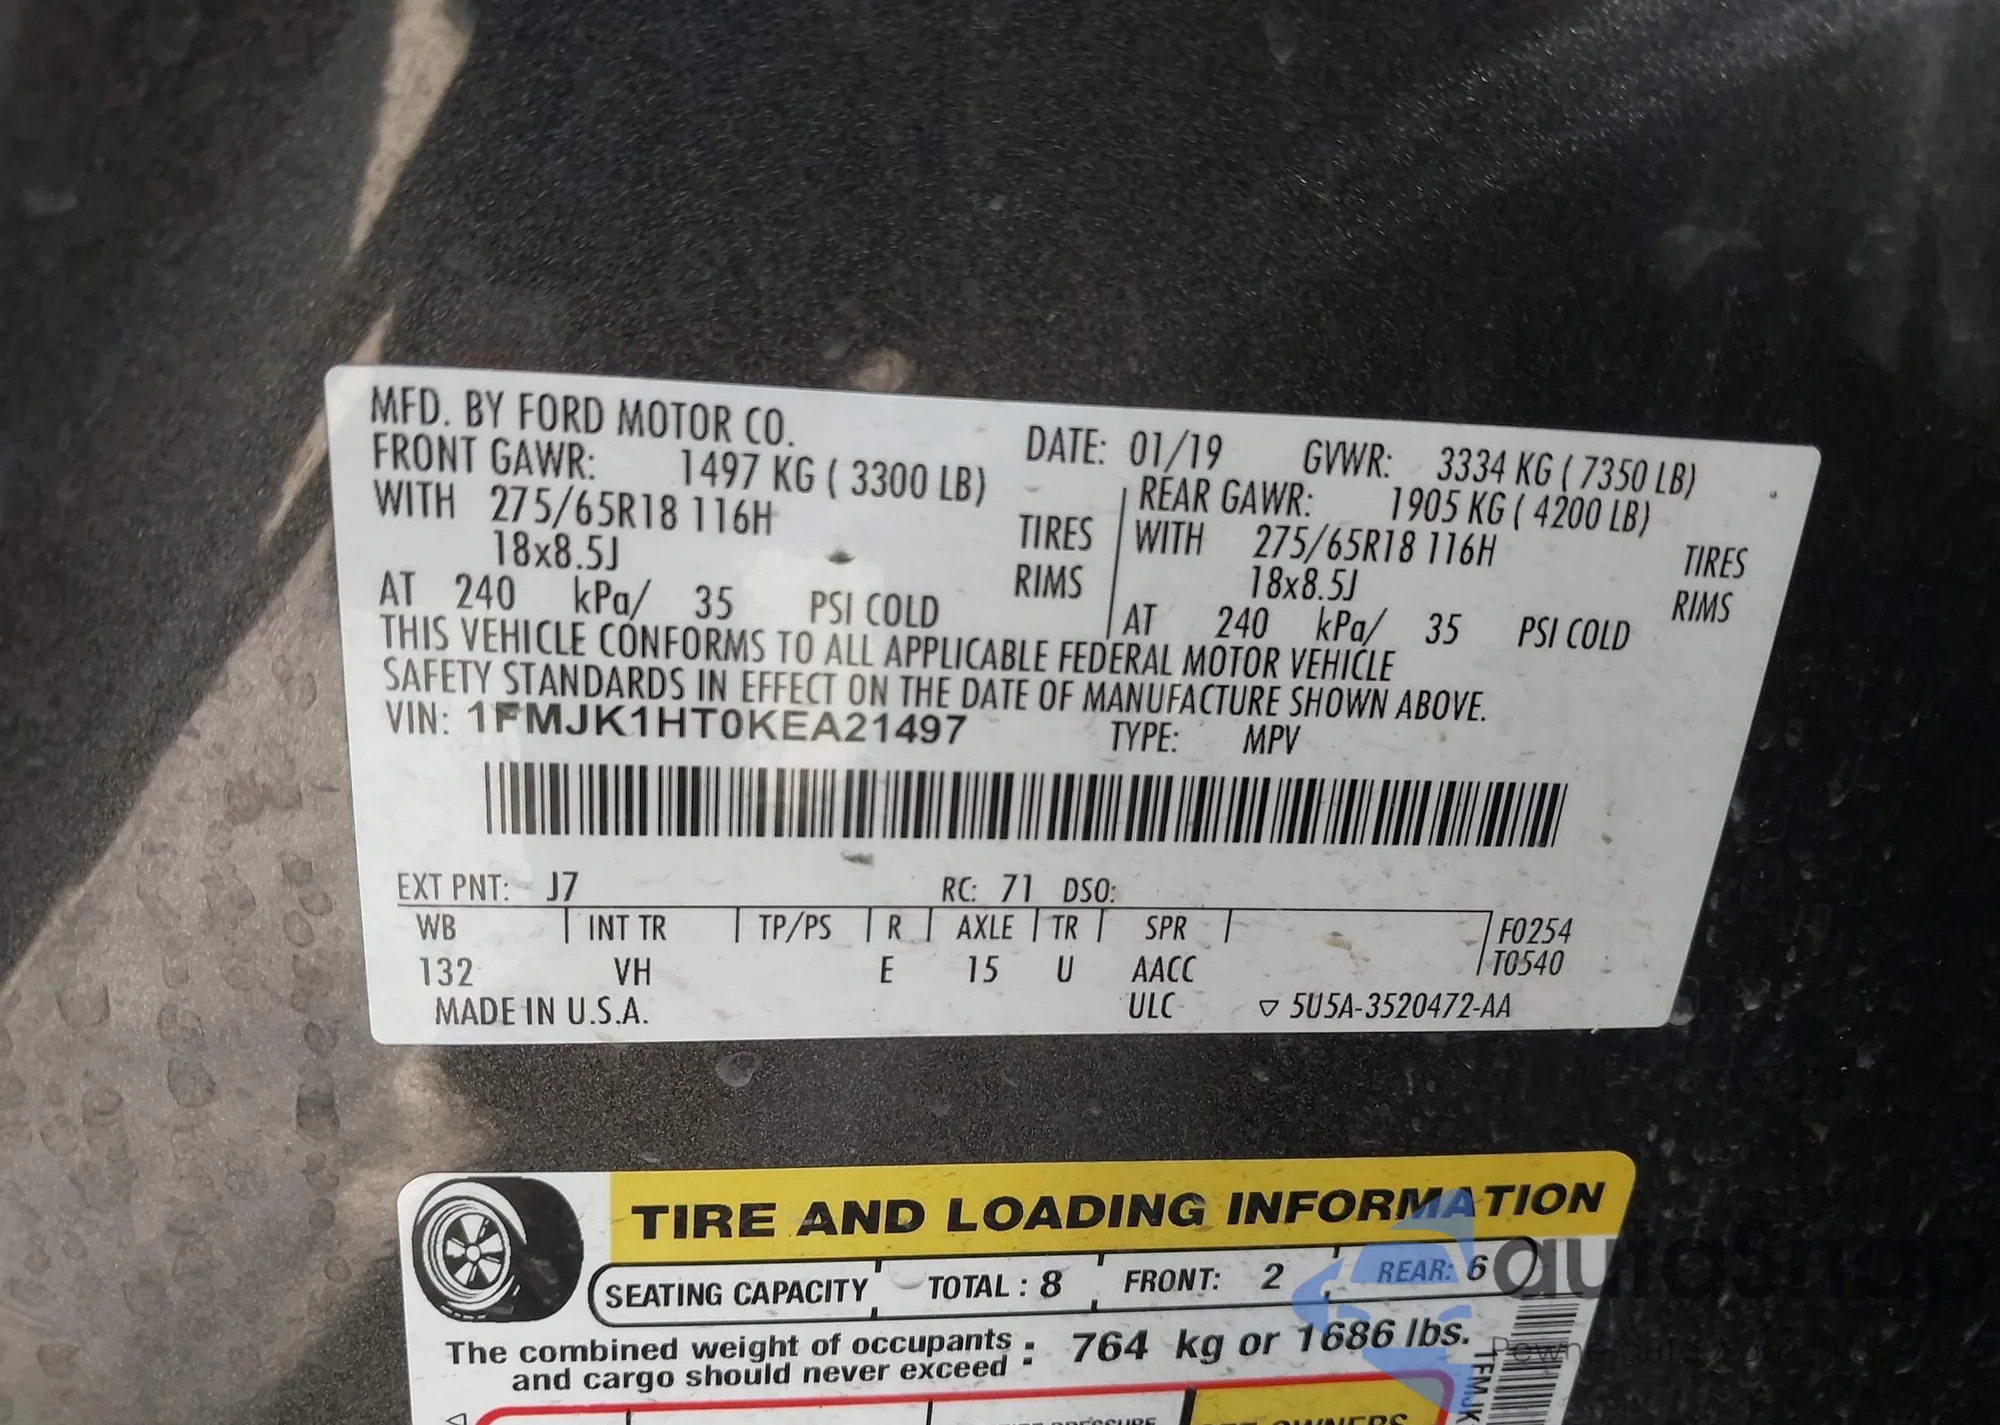 MFD. BY FORD MOTOR CO.
DATE: 01/19 GVWR: 3334 KG ( 7350 LB)
FRONT GAWR: 1497 KG ( 3300 LB) REAR GAWR: 1905 KG ( 4200 LB)
WITH 275/65R18 116H TIRES WITH 275/65R18 116H TIRES
18x8.5J RIMS 18x8.5J RIMS
AT 240 kPa/ 35 PSI COLD AT 240 kPa/ 35 PSI COLD
THIS VEHICLE CONFORMS TO ALL APPLICABLE FEDERAL MOTOR VEHICLE
SAFETY STANDARDS IN EFFECT ON THE DATE OF MANUFACTURE SHOWN ABOVE.
VIN: 1FMJK1HT0KEA21497 TYPE: MPV
EXT PNT: J7 RC: 71 DSO:
WB INT TR TP/PS R AXLE TR SPR F0254
132 VH E 15 U AACC T0540
MADE IN U.S.A. ULC ▽ 5U5A-3520472-AA
TIRE AND LOADING INFORMATION
SEATING CAPACITY TOTAL : 8 FRONT: 2 REAR: 6
The combined weight of occupants
and cargo should never exceed : 764 kg or 1686 lbs.
autosnap